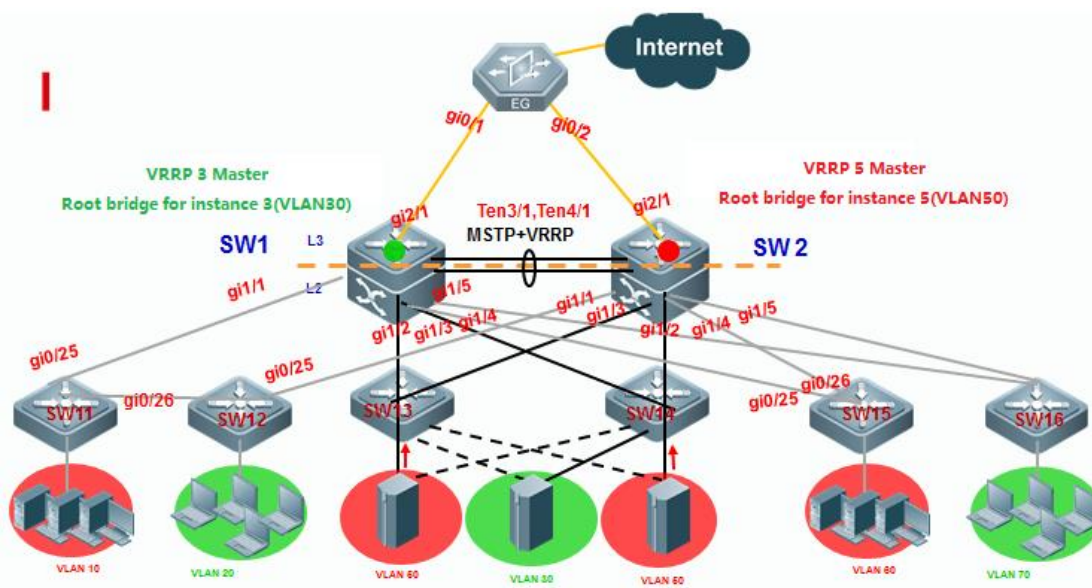 Internet
EG
gi0/1
gi0/2
VRRP 3 Master
Root bridge for instance 3(VLAN30)
VRRP 5 Master
Root bridge for instance 5(VLAN50)
gi2/1
Ten3/1,Ten4/1
MSTP+VRRP
gi2/1
SW1
L3
L2
SW 2
gi1/1
gi1/5
gi1/2
gi1/3
gi1/4
gi1/1
gi1/3
gi1/2
gi1/4
gi1/5
gi0/25
gi0/26
gi0/25
gi0/26
gi0/25
SW11
SW12
SW13
SW14
SW15
SW16
VLAN 10
VLAN 20
VLAN 50
VLAN 30
VLAN 50
VLAN 60
VLAN 70